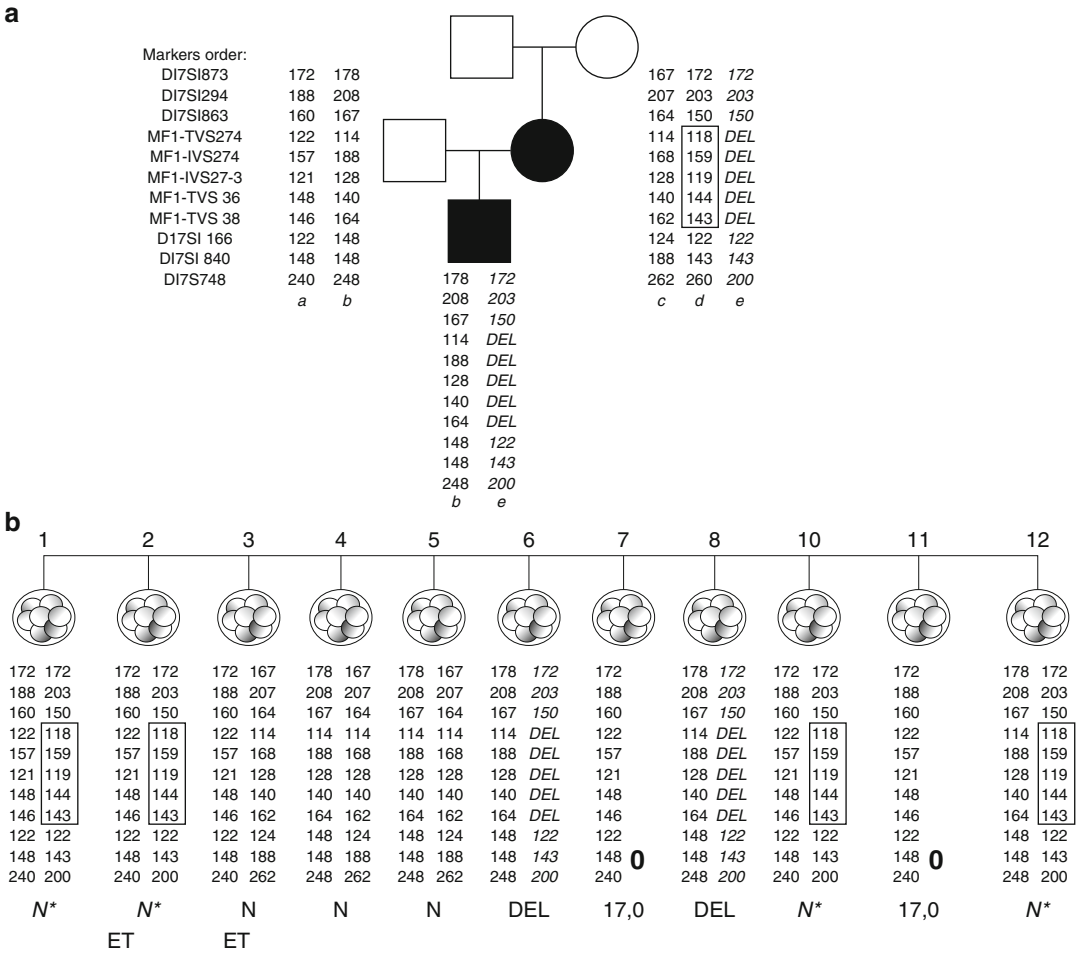 a
Markers order:
DI7SI873 172 178 167 172 172
DI7SI294 188 208 207 203 203
DI7SI863 160 167 164 150 150
MF1-TVS274 122 114 114 118 DEL
MF1-IVS274 157 188 168 159 DEL
MF1-IVS27-3 121 128 128 119 DEL
MF1-TVS 36 148 140 140 144 DEL
MF1-TVS 38 146 164 162 143 DEL
D17SI 166 122 148 124 122 122
DI7SI 840 148 148 188 143 143
DI7S748 240 248 262 260 200
a b c d e
178 172
208 203
167 150
114 DEL
188 DEL
128 DEL
140 DEL
164 DEL
148 122
148 143
248 200
b e
b
1 2 3 4 5 6 7 8 10 11 12
172 172 172 172 172 167 178 167 178 167 178 172 172 178 172 172 172 172 178 172
188 203 188 203 188 207 208 207 208 207 208 203 188 208 203 188 203 188 208 203
160 150 160 150 160 164 167 164 167 164 167 150 160 167 150 160 150 160 167 150
122 118 122 118 122 114 114 114 114 114 114 DEL 122 114 DEL 122 118 122 114 118
157 159 157 159 157 168 188 168 188 168 188 DEL 157 188 DEL 157 159 157 188 159
121 119 121 119 121 128 128 128 128 128 128 DEL 121 128 DEL 121 119 121 128 119
148 144 148 144 148 140 140 140 140 140 140 DEL 148 140 DEL 148 144 148 140 144
146 143 146 143 146 162 164 162 164 162 164 DEL 146 164 DEL 146 143 146 164 143
122 122 122 122 122 124 148 124 148 124 148 122 122 148 122 122 122 122 148 122
148 143 148 143 148 188 148 188 148 188 148 143 148 0 148 143 148 143 148 0 148 143
240 200 240 200 240 262 248 262 248 262 248 200 240 248 200 240 200 240 248 200
N* N* N N N DEL 17,0 DEL N* 17,0 N*
ET ET